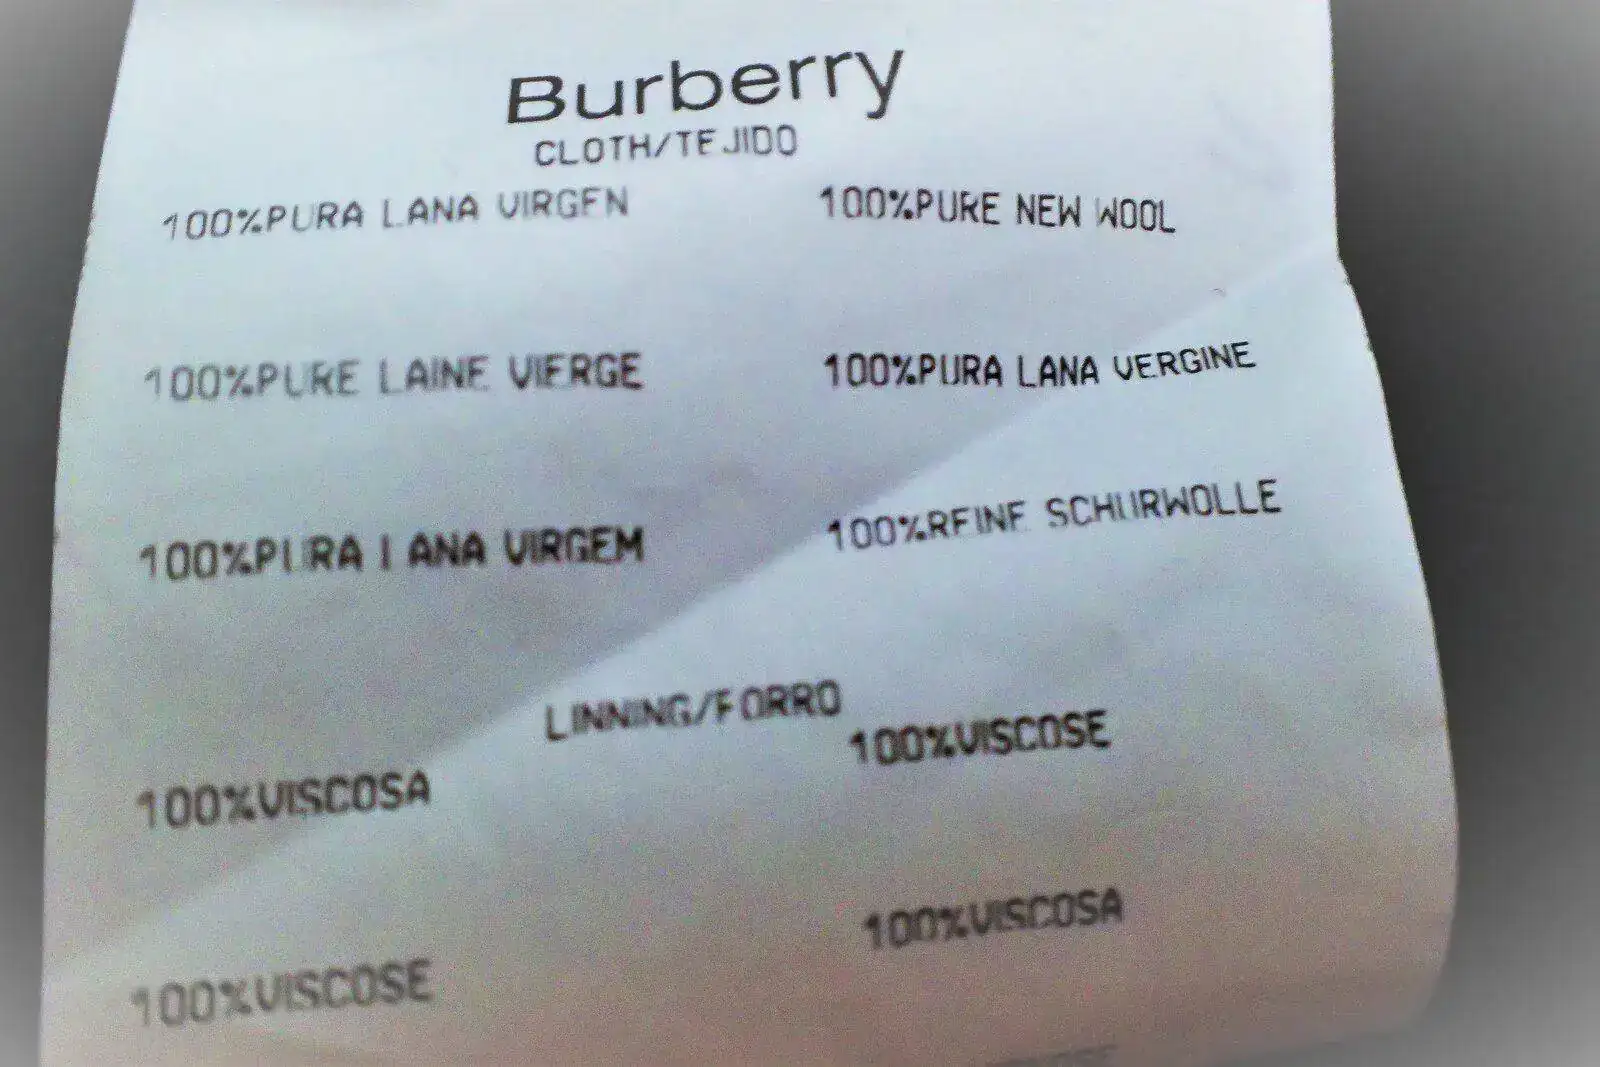 Burberry
CLOTH/TEJIDO
100%PURA LANA VIRGEN 100%PURE NEW WOOL
100%PURE LAINE VIERGE 100%PURA LANA VERGINE
100%PURA LANA VIRGEM 100%REINE SCHURWOLLE
LINNING/FORRO
100%VISCOSA 100%VISCOSE
100%VISCOSE 100%VISCOSA